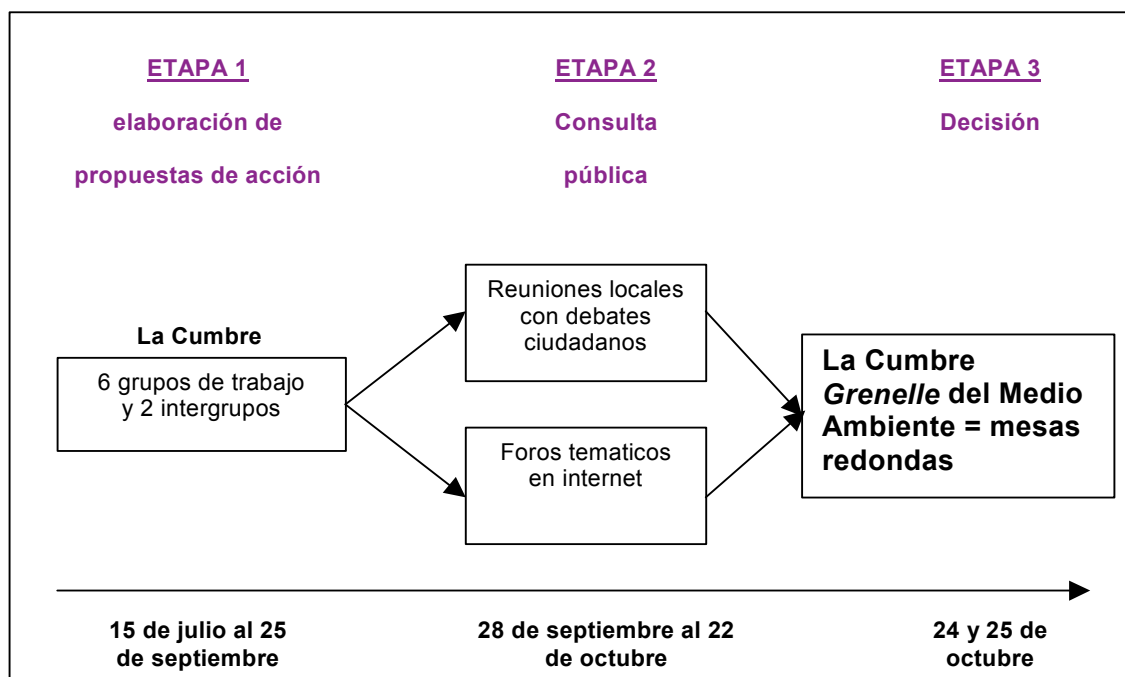 ETAPA 1
elaboración de
propuestas de acción
ETAPA 2
Consulta
pública
ETAPA 3
Decisión
La Cumbre
6 grupos de trabajo
y 2 intergrupos
Reuniones locales
con debates
ciudadanos
Foros tematicos
en internet
La Cumbre
Grenelle del Medio
Ambiente = mesas
redondas
15 de julio al 25
de septiembre
28 de septiembre al 22
de octubre
24 y 25 de
octubre